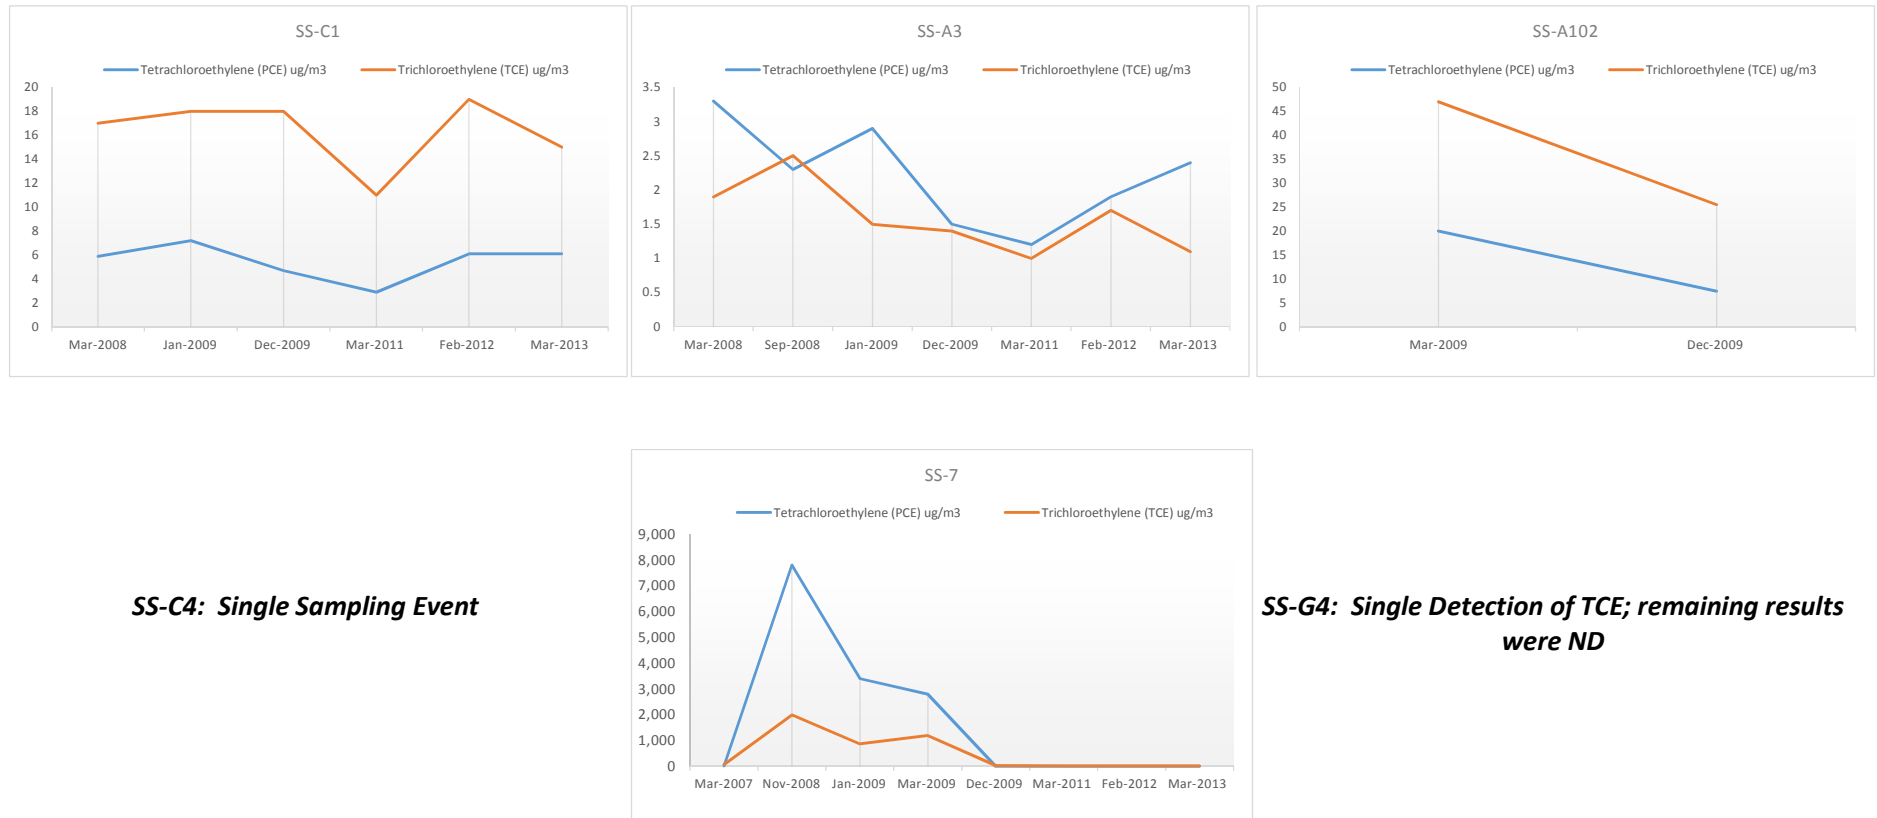 SS-C1
Tetrachloroethylene (PCE) ug/m3 Trichloroethylene (TCE) ug/m3
20
18
16
14
12
10
8
6
4
2
0
Mar-2008 Jan-2009 Dec-2009 Mar-2011 Feb-2012 Mar-2013
SS-A3
Tetrachloroethylene (PCE) ug/m3 Trichloroethylene (TCE) ug/m3
3.5
3
2.5
2
1.5
1
0.5
0
Mar-2008 Sep-2008 Jan-2009 Dec-2009 Mar-2011 Feb-2012 Mar-2013
SS-A102
Tetrachloroethylene (PCE) ug/m3 Trichloroethylene (TCE) ug/m3
50
45
40
35
30
25
20
15
10
5
0
Mar-2009 Dec-2009
SS-C4: Single Sampling Event
SS-7
Tetrachloroethylene (PCE) ug/m3 Trichloroethylene (TCE) ug/m3
9,000
8,000
7,000
6,000
5,000
4,000
3,000
2,000
1,000
0
Mar-2007 Nov-2008 Jan-2009 Mar-2009 Dec-2009 Mar-2011 Feb-2012 Mar-2013
SS-G4: Single Detection of TCE; remaining results
were ND